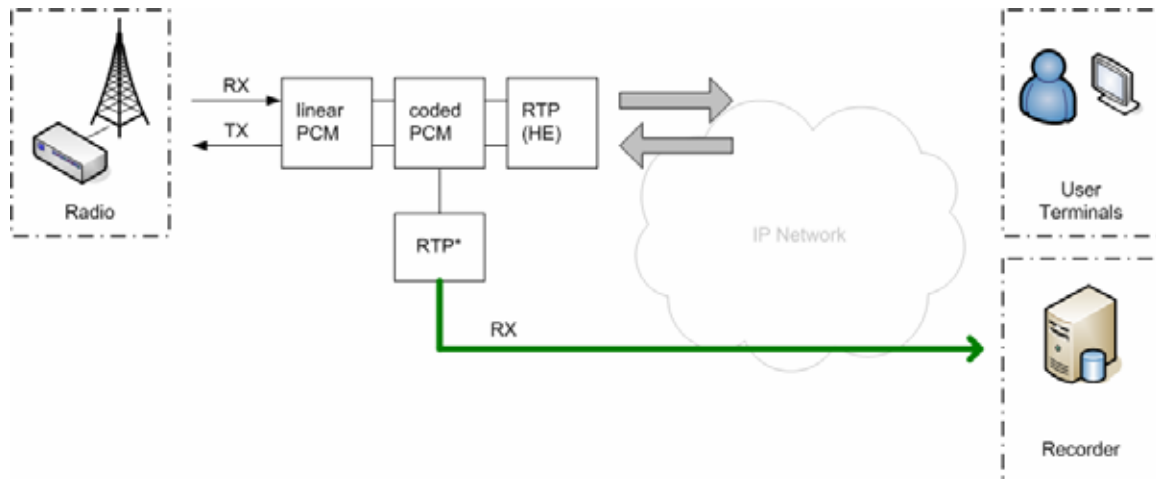 RX
TX
linear
PCM
coded
PCM
RTP
(HE)
Radio
RTP*
IP Network
User
Terminals
RX
Recorder